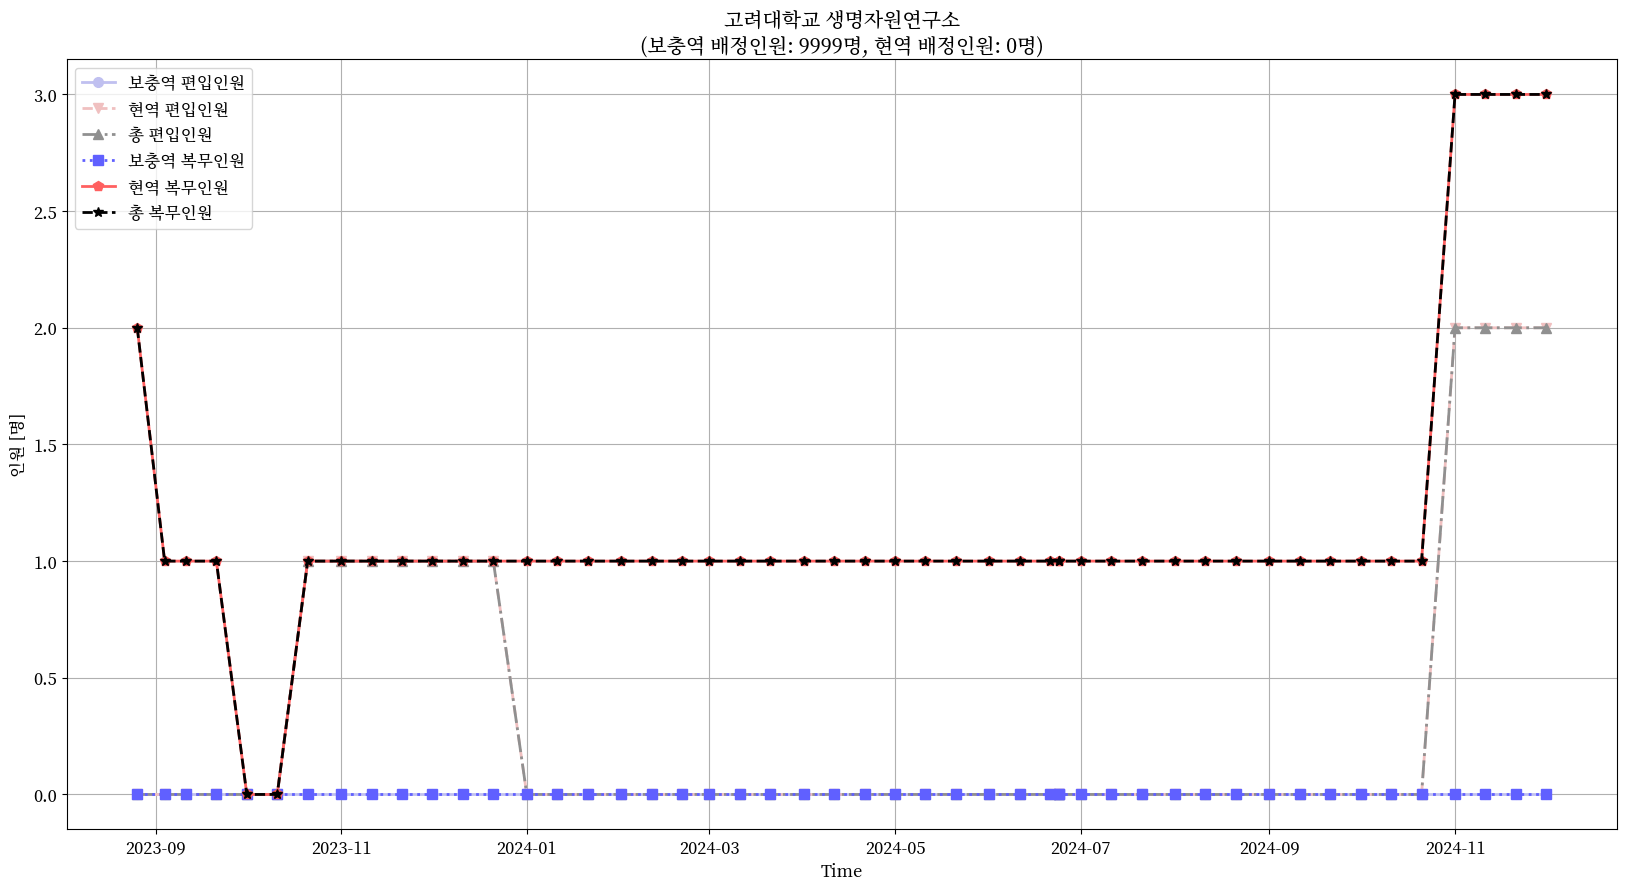 고려대학교 생명자원연구소
(보충역 배정인원: 9999명, 현역 배정인원: 0명)
보충역 편입인원
현역 편입인원
총 편입인원
보충역 복무인원
현역 복무인원
총 복무인원
3.0
2.5
2.0
1.5
1.0
0.5
0.0
인원 [명]
2023-09
2023-11
2024-01
2024-03
2024-05
2024-07
2024-09
2024-11
Time